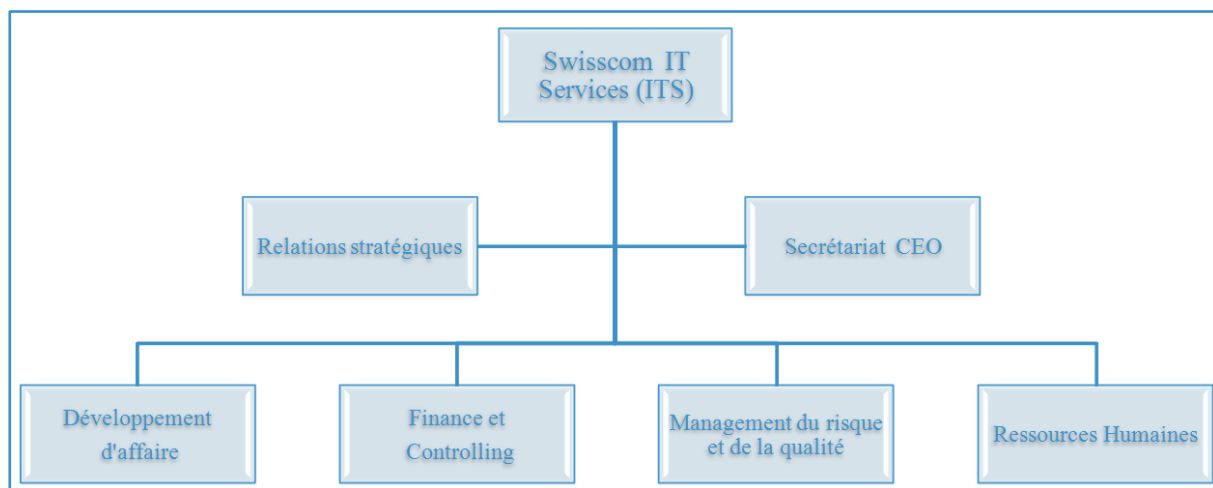 Swisscom IT
Services (ITS)
Relations stratégiques
Secrétariat CEO
Développement
d'affaire
Finance et
Controlling
Management du risque
et de la qualité
Ressources Humaines